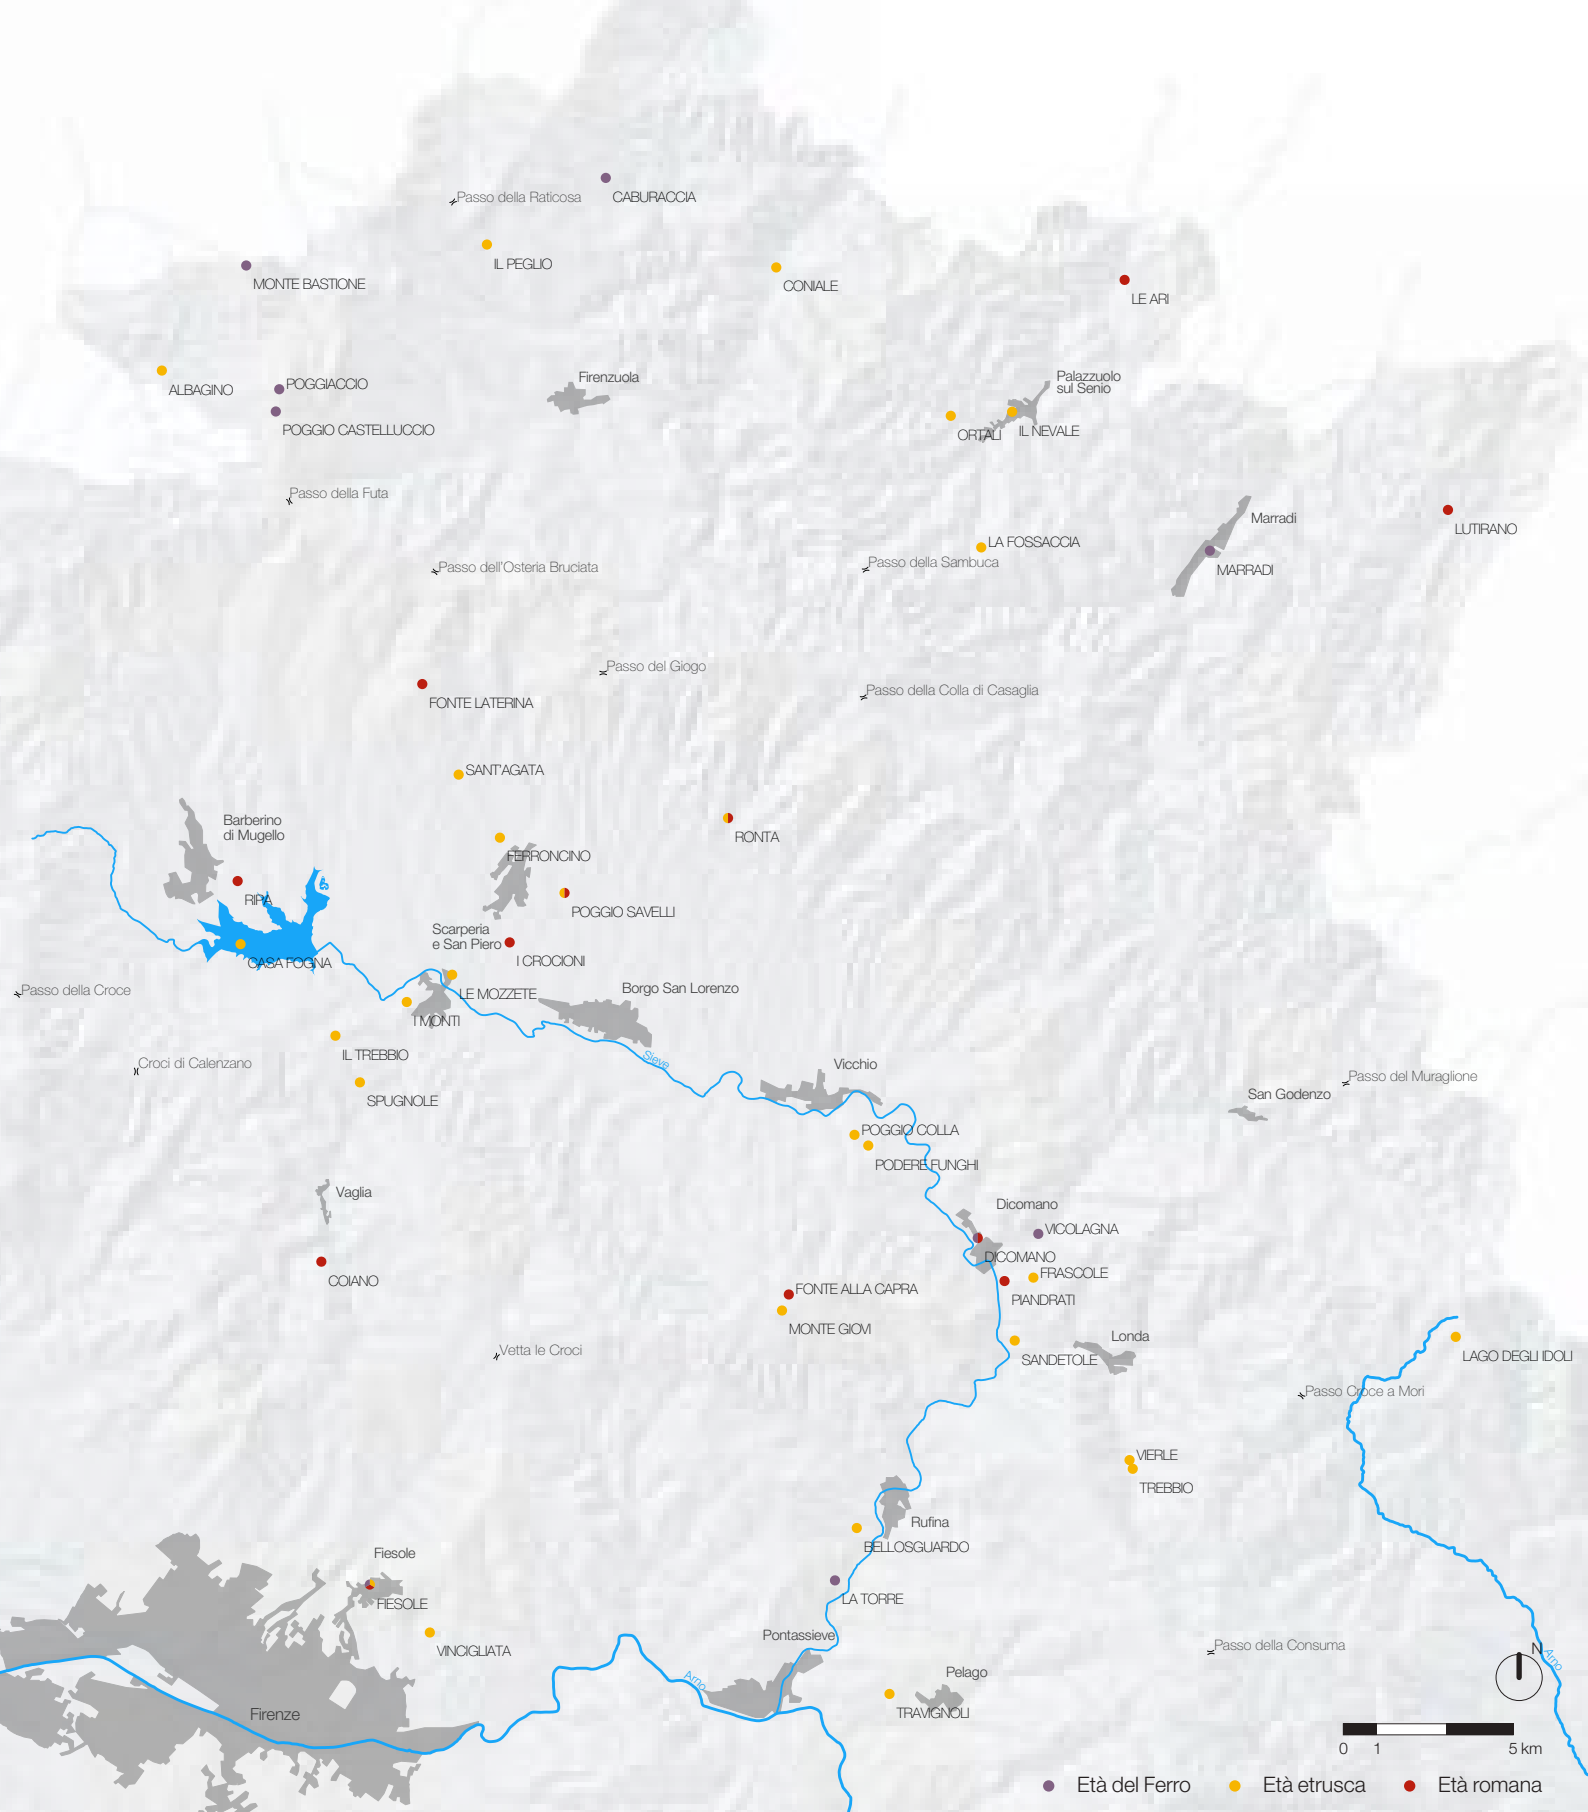 CABURACCIA
Passo della Raticosa
IL PEGLIO
MONTE BASTIONE
CONIALE
LE ARI
Firenzuola
Palazzuolo
sul Senio
POGGIACCIO
ALBAGINO
POGGIO CASTELLUCCIO
ORTALI
IL NEVALE
Passo della Futa
Marradi
LUTIRANO
LA FOSSACCIA
Passo della Sambuca
Passo dell'Osteria Bruciata
MARRADI
Passo del Giogo
Passo della Colla di Casaglia
FONTE LATERINA
SANT'AGATA
Barberino
di Mugello
RONTA
FERRONCINO
RIPA
POGGIO SAVELLI
Scarperia
e San Piero
I CROCIONI
CASA FOGNA
Passo della Croce
Borgo San Lorenzo
LE MOZZETE
I MONTI
IL TREBBIO
Sieve
Croci di Calenzano
Vicchio
Passo del Muraglione
San Godenzo
SPUGNOLE
POGGIO COLLA
PODERE FUNGHI
Vaglia
Dicomano
VICOLAGNA
DICOMANO
FRASCOLE
COIANO
FONTE ALLA CAPRA
PIANDRATI
MONTE GIOVI
Londa
Vetta le Croci
SANDETOLE
LAGO DEGLI IDOLI
Passo Croce a Mori
VIERLE
TREBBIO
Rufina
BELLOSGUARDO
Fiesole
FIESOLE
LA TORRE
Pontassieve
VINCIGLIATA
Passo della Consuma
N
Arno
Pelago
Arno
TRAVIGNOLI
Firenze
0 1 5 km
Età del Ferro Età etrusca Età romana